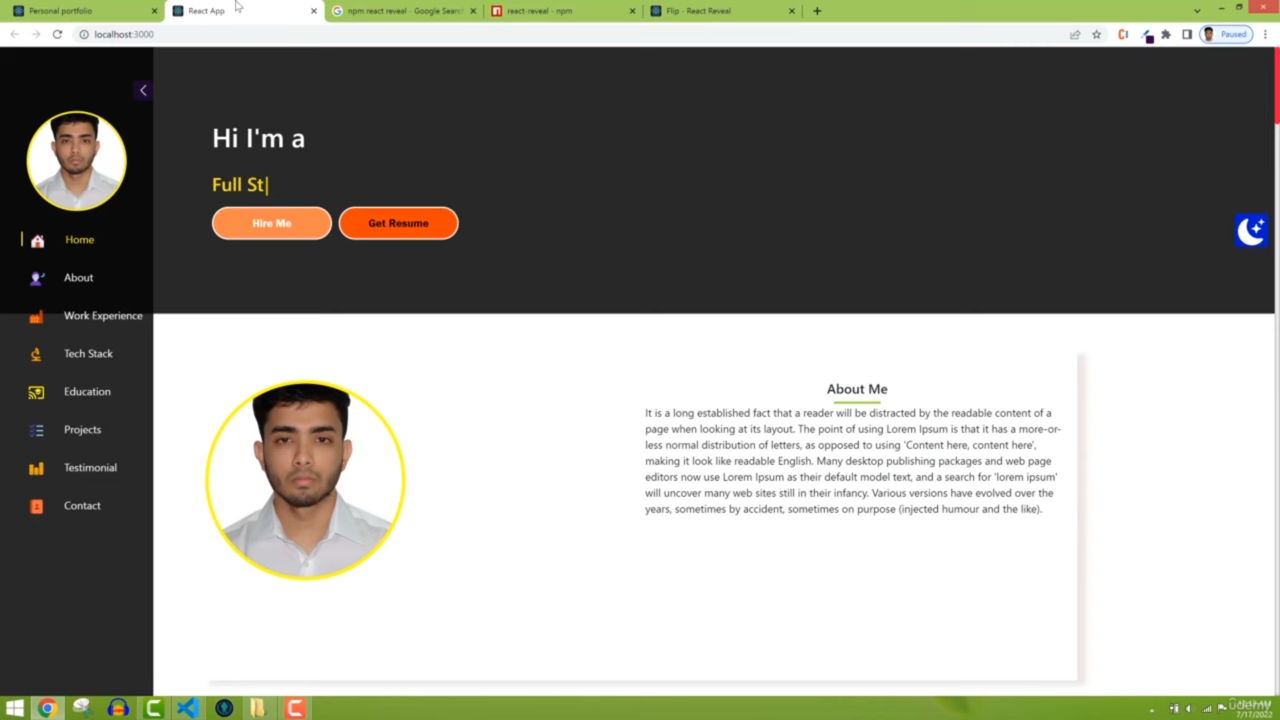 Personal portfolio
React App
npm react reveal - Google Searc
react-reveal - npm
Flip - React Reveal
localhost:3000
Paused
Hi I'm a
Full St
Hire Me
Get Resume
Home
About
Work Experience
Tech Stack
Education
Projects
Testimonial
Contact
About Me
It is a long established fact that a reader will be distracted by the readable content of a
page when looking at its layout. The point of using Lorem Ipsum is that it has a more-or-
less normal distribution of letters, as opposed to using 'Content here, content here',
making it look like readable English. Many desktop publishing packages and web page
editors now use Lorem Ipsum as their default model text, and a search for 'lorem ipsum'
will uncover many web sites still in their infancy. Various versions have evolved over the
years, sometimes by accident, sometimes on purpose (injected humour and the like).
Udemy
7/17/2022